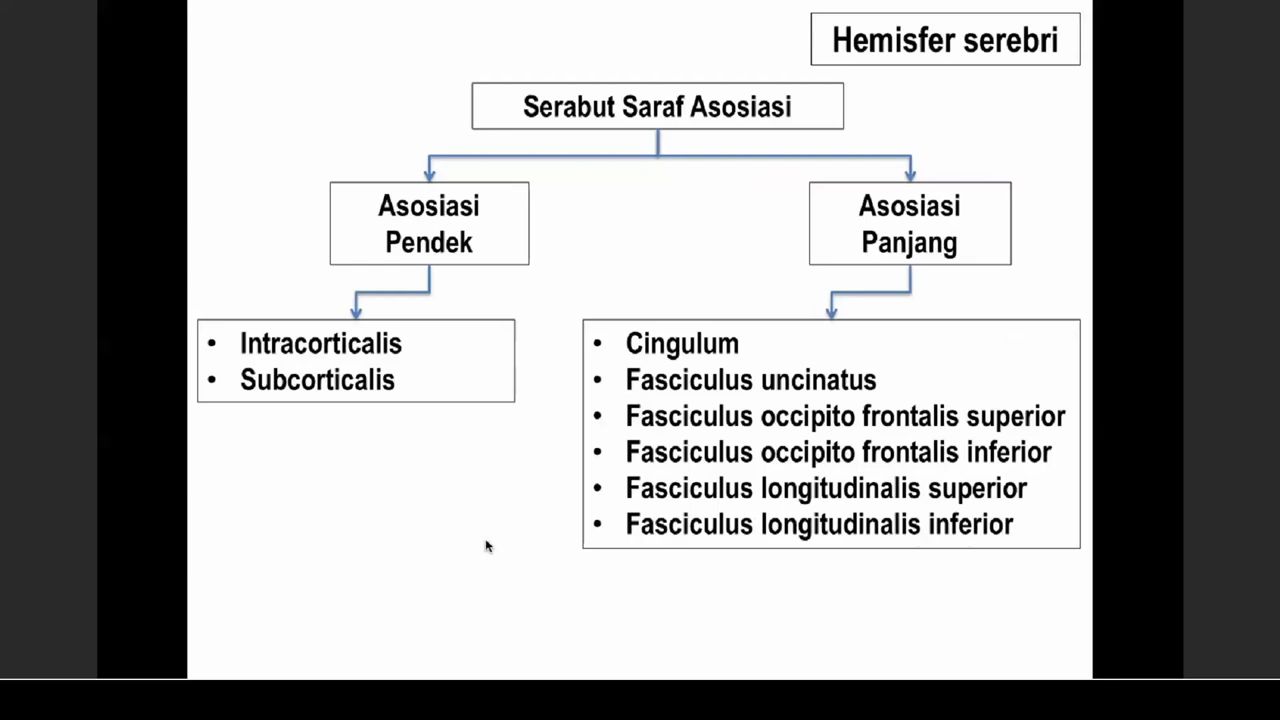 Hemisfer serebri
Serabut Saraf Asosiasi
Asosiasi
Pendek
Asosiasi
Panjang
• Intracorticalis
• Subcorticalis
• Cingulum
• Fasciculus uncinatus
• Fasciculus occipito frontalis superior
• Fasciculus occipito frontalis inferior
• Fasciculus longitudinalis superior
• Fasciculus longitudinalis inferior